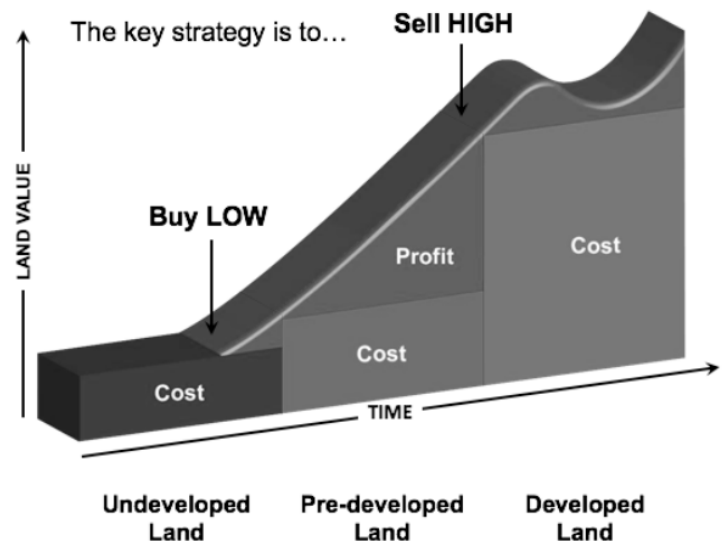 The key strategy is to...
Sell HIGH
Buy LOW
LAND VALUE
Profit
Cost
Cost
Cost
TIME
Undeveloped
Land
Pre-developed
Land
Developed
Land